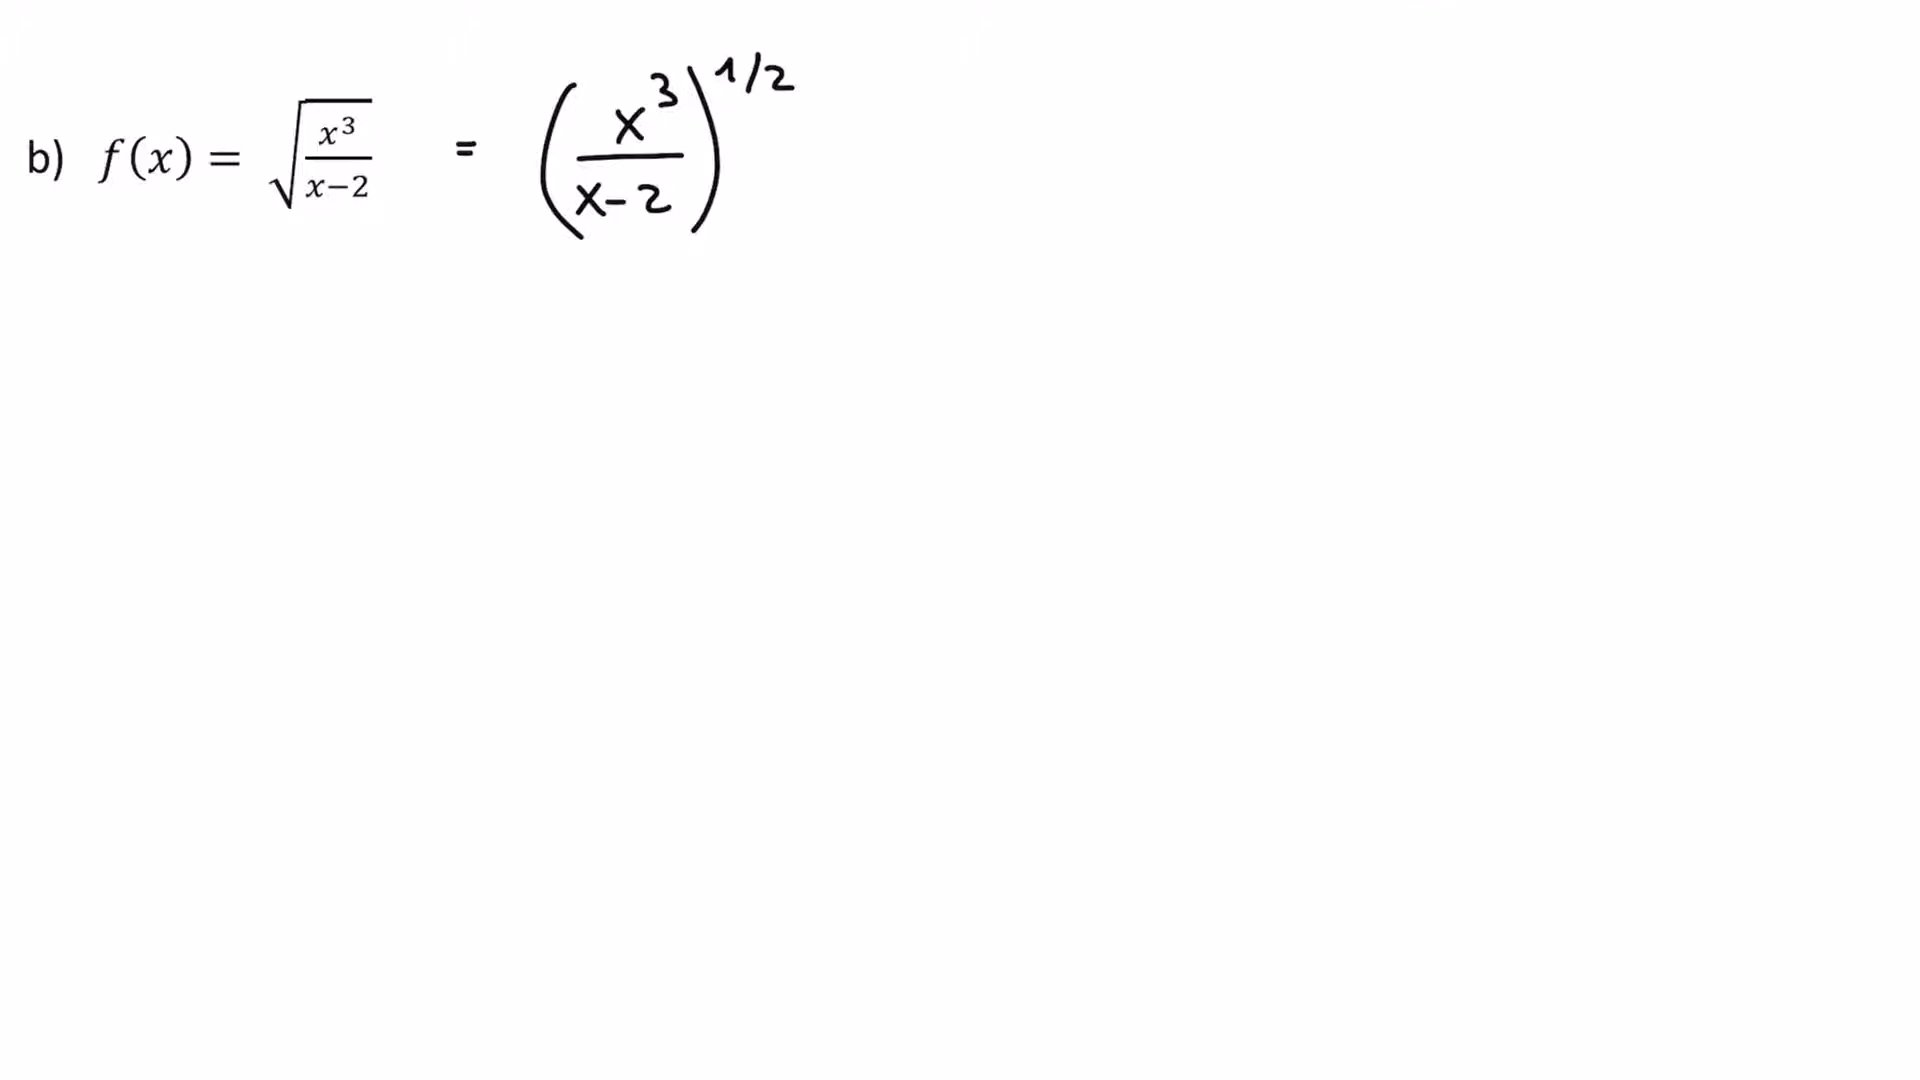 b) f(x) = √(x³/(x−2)) = (x³/(x-2))^1/2